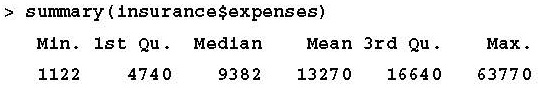 > summary(insurance$expenses)
Min. 1st Qu. Median Mean 3rd Qu. Max.
1122 4740 9382 13270 16640 63770